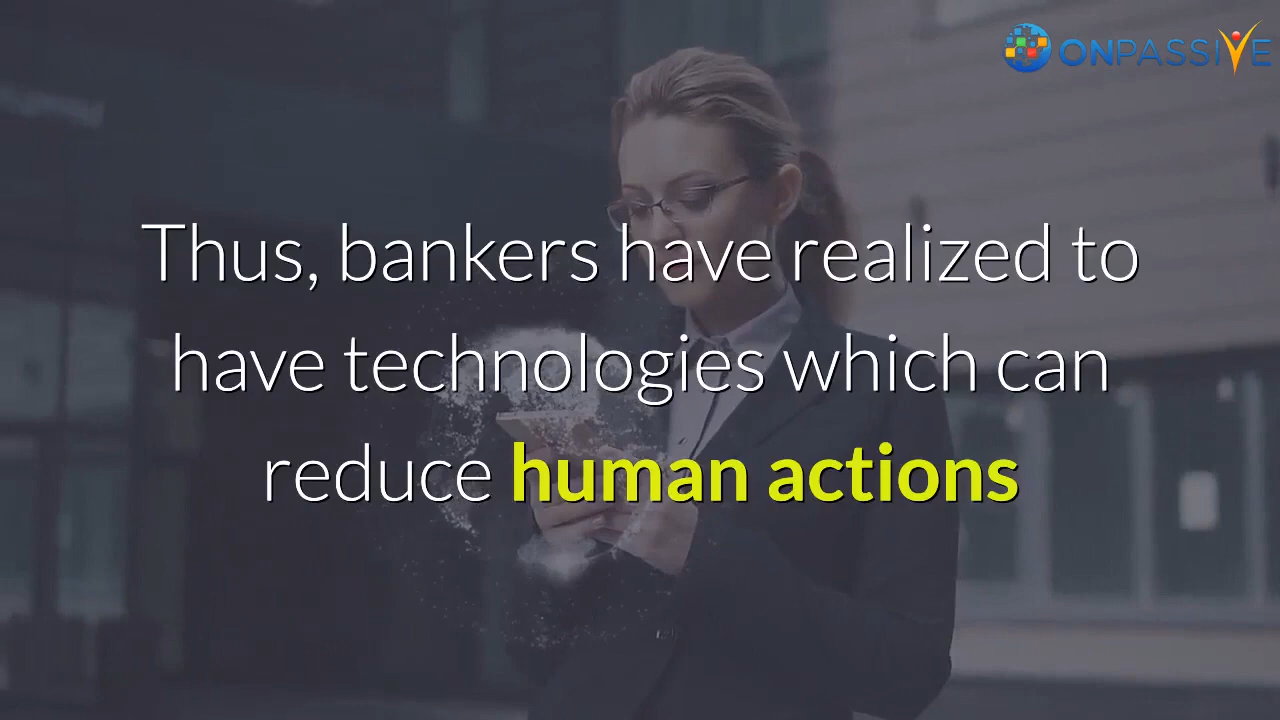 ONPASSIVE
Thus, bankers have realized to
have technologies which can
reduce human actions